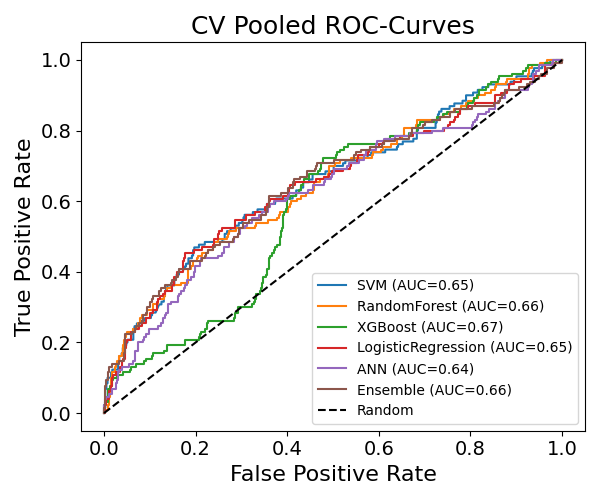 CV Pooled ROC-Curves
True Positive Rate
1.0
0.8
0.6
0.4
0.2
0.0
SVM (AUC=0.65)
RandomForest (AUC=0.66)
XGBoost (AUC=0.67)
LogisticRegression (AUC=0.65)
ANN (AUC=0.64)
Ensemble (AUC=0.66)
Random
0.0 0.2 0.4 0.6 0.8 1.0
False Positive Rate